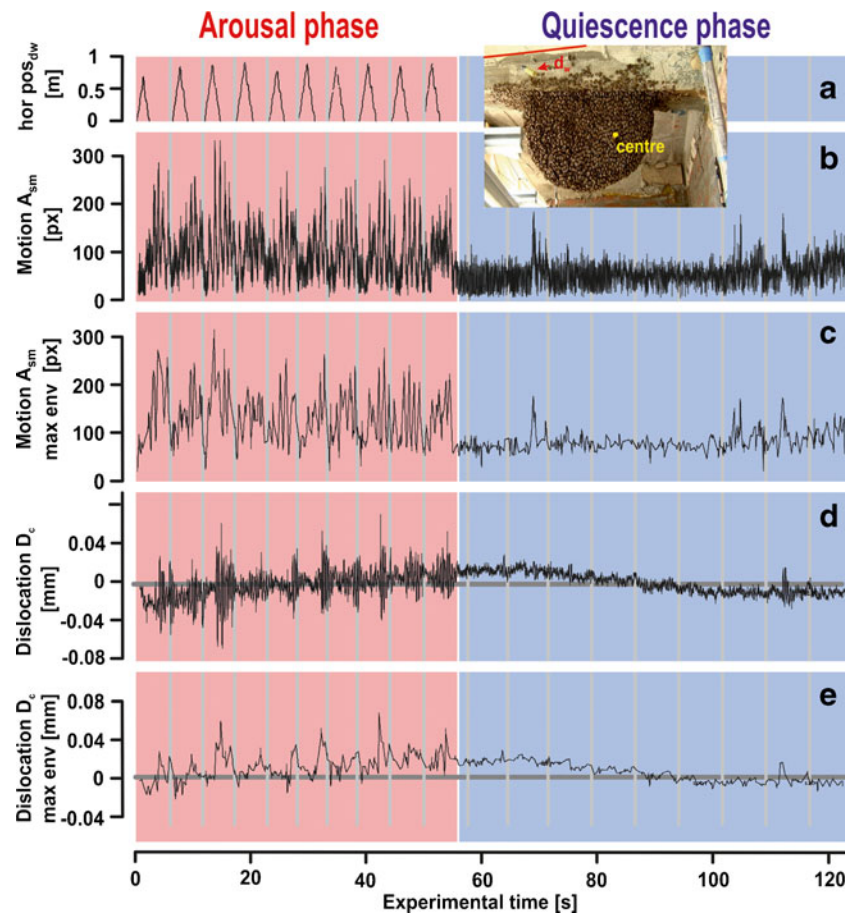 Arousal phase
Quiescence phase
hor pos_dw
[m]
1
0.5
0
a
d_w
centre
Motion A_sm
[px]
300
200
100
0
b
Motion A_sm
max env [px]
300
200
100
0
c
Dislocation D_c
[mm]
0.04
0
-0.04
-0.08
d
Dislocation D_c
max env [mm]
0.08
0.04
0
-0.04
e
0 20 40 60 80 100 120
Experimental time [s]